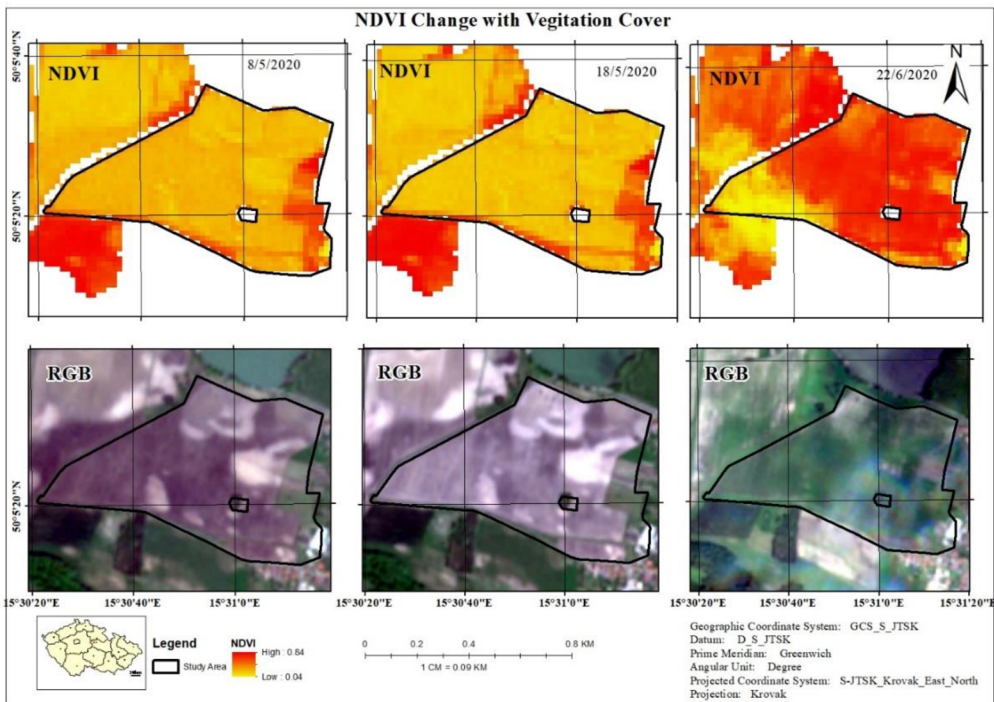 NDVI Change with Vegitation Cover
50°5'40"N
NDVI
8/5/2020
NDVI
18/5/2020
NDVI
22/6/2020
N
50°5'20"N
RGB
RGB
RGB
50°5'20"N
15°30'20"E
15°30'40"E
15°31'0"E
15°30'20"E
15°30'40"E
15°31'0"E
15°30'20"E
15°30'40"E
15°31'0"E
15°31'20"E
Legend
Study Area
NDVI
High : 0.84
Low : 0.04
0
0.2
0.4
0.8 KM
1 CM = 0.09 KM
Geographic Coordinate System: GCS_S_JTSK
Datum: D_S_JTSK
Prime Meridian: Greenwich
Angular Unit: Degree
Projected Coordinate System: S-JTSK_Krovak_East_North
Projection: Krovak